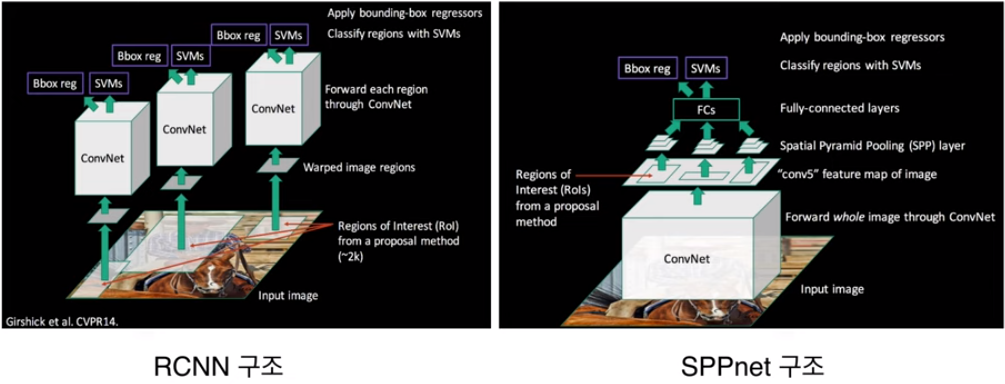 Apply bounding-box regressors
Bbox reg SVMs Classify regions with SVMs
Bbox reg SVMs
Bbox reg SVMs
Forward each region
through ConvNet
ConvNet
ConvNet
ConvNet
Warped image regions
Regions of Interest (RoI)
from a proposal method
(~2k)
Input image
Girshick et al. CVPR14.
RCNN 구조
Apply bounding-box regressors
Bbox reg SVMs Classify regions with SVMs
FCs Fully-connected layers
Spatial Pyramid Pooling (SPP) layer
Regions of
Interest (RoIs)
from a proposal
method
"conv5" feature map of image
Forward whole image through ConvNet
ConvNet
Input image
SPPnet 구조